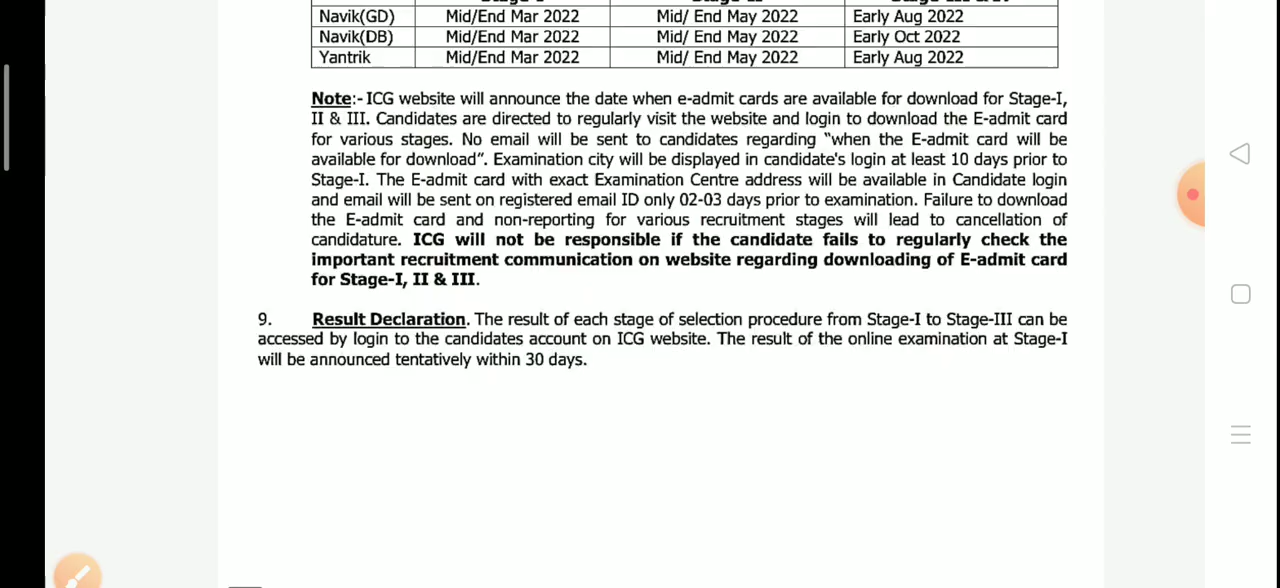 Navik(GD) Mid/End Mar 2022 Mid/ End May 2022 Early Aug 2022
Navik(DB) Mid/End Mar 2022 Mid/ End May 2022 Early Oct 2022
Yantrik Mid/End Mar 2022 Mid/ End May 2022 Early Aug 2022
Note:- ICG website will announce the date when e-admit cards are available for download for Stage-I,
II & III. Candidates are directed to regularly visit the website and login to download the E-admit card
for various stages. No email will be sent to candidates regarding "when the E-admit card will be
available for download". Examination city will be displayed in candidate's login at least 10 days prior to
Stage-I. The E-admit card with exact Examination Centre address will be available in Candidate login
and email will be sent on registered email ID only 02-03 days prior to examination. Failure to download
the E-admit card and non-reporting for various recruitment stages will lead to cancellation of
candidature. ICG will not be responsible if the candidate fails to regularly check the
important recruitment communication on website regarding downloading of E-admit card
for Stage-I, II & III.
9. Result Declaration. The result of each stage of selection procedure from Stage-I to Stage-III can be
accessed by login to the candidates account on ICG website. The result of the online examination at Stage-I
will be announced tentatively within 30 days.